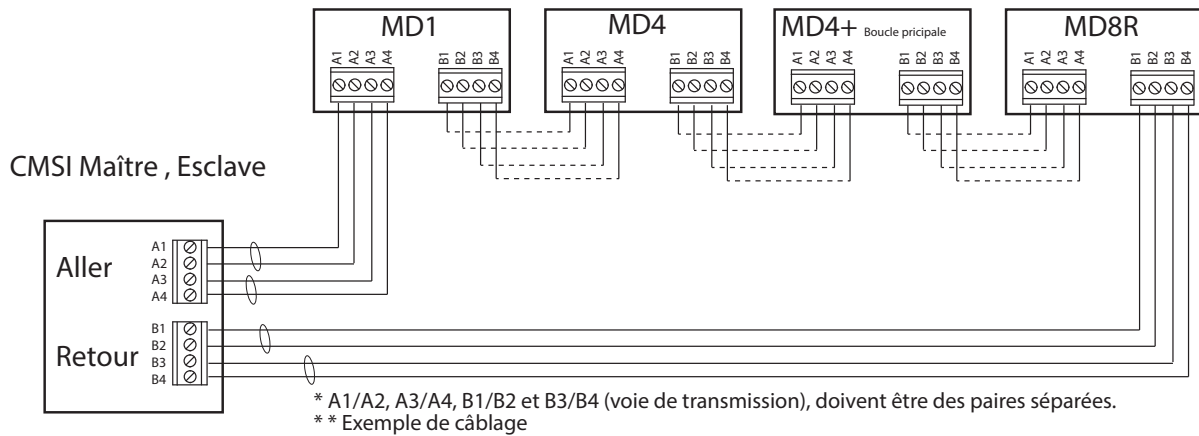 MD1 MD4 MD4+ Boucle pricipale MD8R
A1 A2 A3 A4 B1 B2 B3 B4 A1 A2 A3 A4 B1 B2 B3 B4 A1 A2 A3 A4 B1 B2 B3 B4 A1 A2 A3 A4 B1 B2 B3 B4
CMSI Maître , Esclave
Aller
A1
A2
A3
A4
Retour
B1
B2
B3
B4
* A1/A2, A3/A4, B1/B2 et B3/B4 (voie de transmission), doivent être des paires séparées.
* * Exemple de câblage